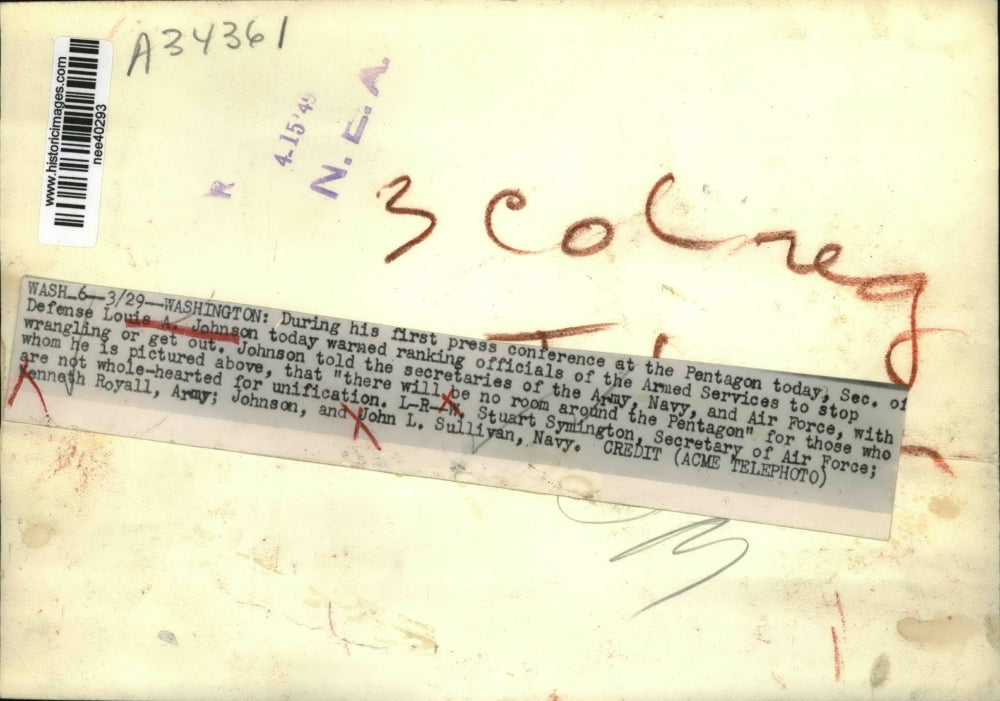 A34361
www.historicimages.com
nee40293
R
4-15'49
N.E.A.
3 Col neg
WASH_6--3/29--WASHINGTON: During his first press conference at the Pentagon today, Sec. of
Defense Louis A. Johnson today warned ranking officials of the Armed Services to stop
wrangling or get out. Johnson told the secretaries of the Army, Navy, and Air Force, with
whom he is pictured above, that "there will be no room around the Pentagon" for those who
are not whole-hearted for unification. L-R--W. Stuart Symington, Secretary of Air Force;
Kenneth Royall, Army; Johnson, and John L. Sullivan, Navy. CREDIT (ACME TELEPHOTO)